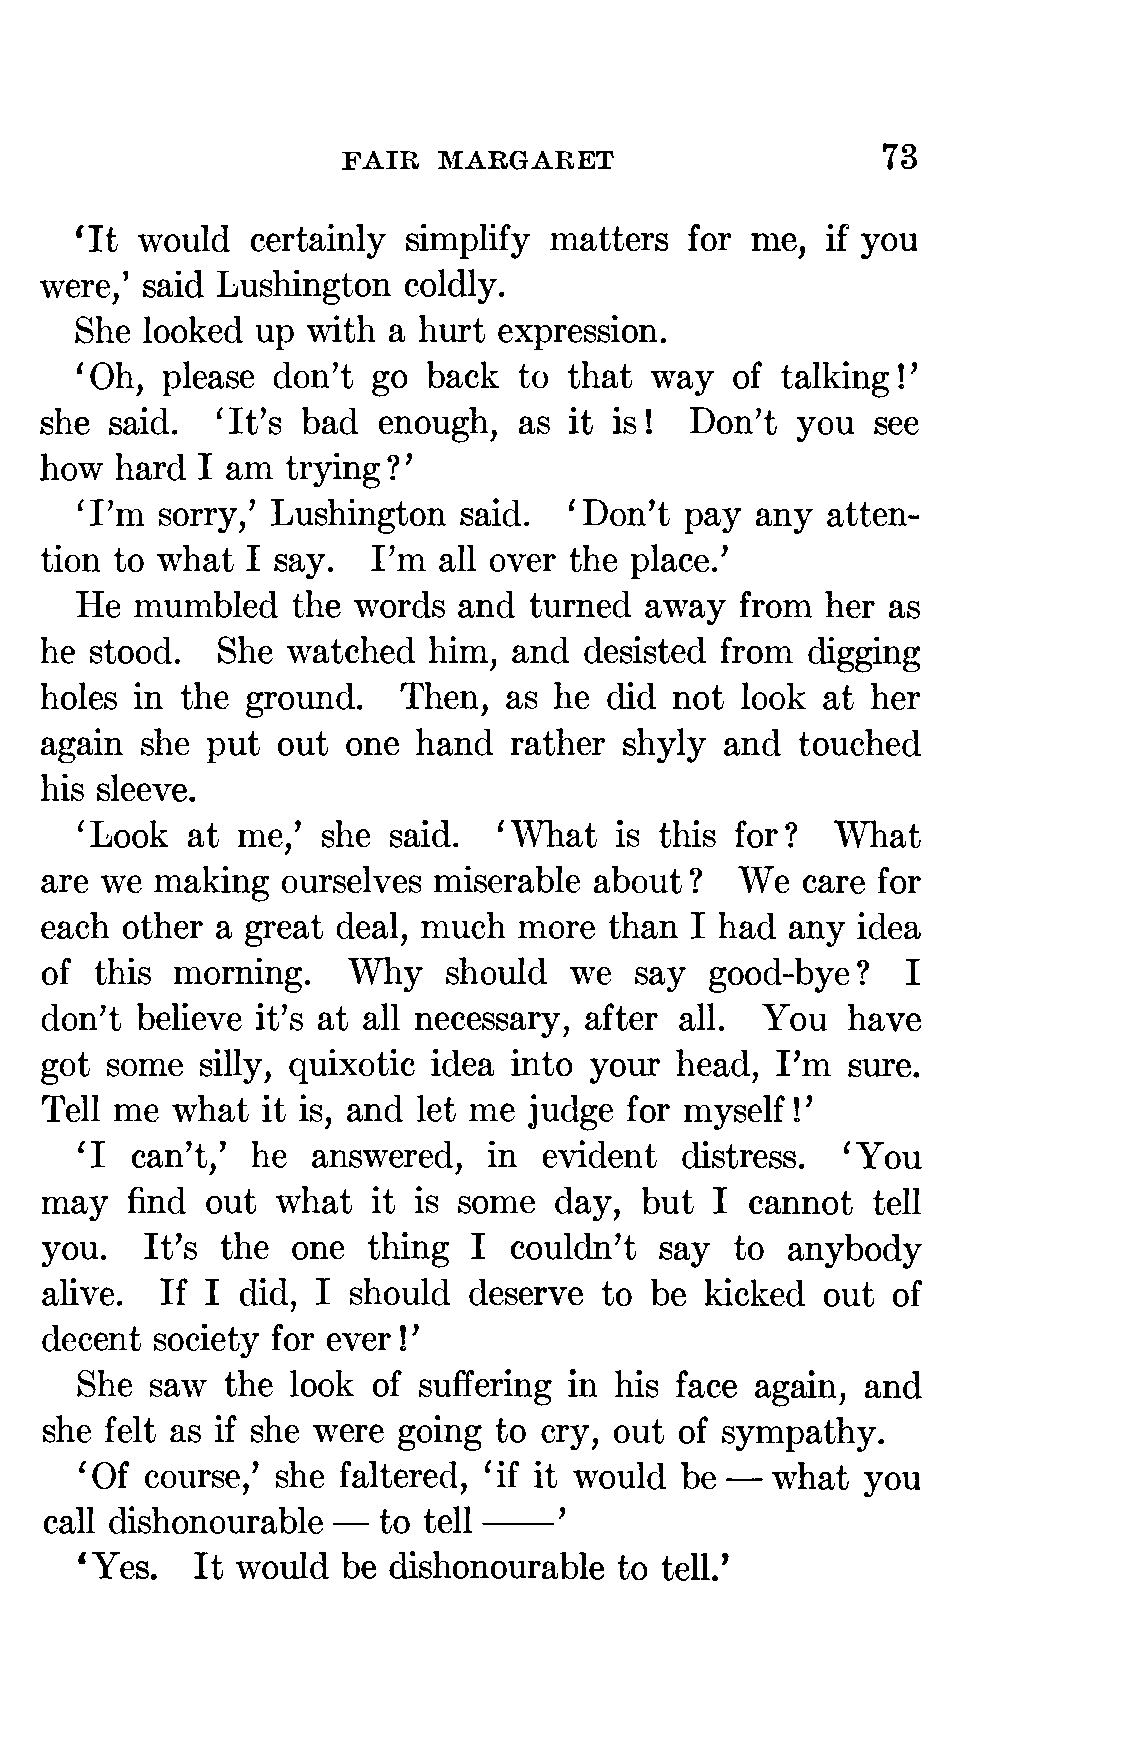 FAIR MARGARET 73
‘It would certainly simplify matters for me, if you
were,’ said Lushington coldly.
She looked up with a hurt expression.
‘Oh, please don’t go back to that way of talking!’
she said. ‘It’s bad enough, as it is! Don’t you see
how hard I am trying?’
‘I’m sorry,’ Lushington said. ‘Don’t pay any atten-
tion to what I say. I’m all over the place.’
He mumbled the words and turned away from her as
he stood. She watched him, and desisted from digging
holes in the ground. Then, as he did not look at her
again she put out one hand rather shyly and touched
his sleeve.
‘Look at me,’ she said. ‘What is this for? What
are we making ourselves miserable about? We care for
each other a great deal, much more than I had any idea
of this morning. Why should we say good-bye? I
don’t believe it’s at all necessary, after all. You have
got some silly, quixotic idea into your head, I’m sure.
Tell me what it is, and let me judge for myself!’
‘I can’t,’ he answered, in evident distress. ‘You
may find out what it is some day, but I cannot tell
you. It’s the one thing I couldn’t say to anybody
alive. If I did, I should deserve to be kicked out of
decent society for ever!’
She saw the look of suffering in his face again, and
she felt as if she were going to cry, out of sympathy.
‘Of course,’ she faltered, ‘if it would be — what you
call dishonourable — to tell ——’
‘Yes. It would be dishonourable to tell.’